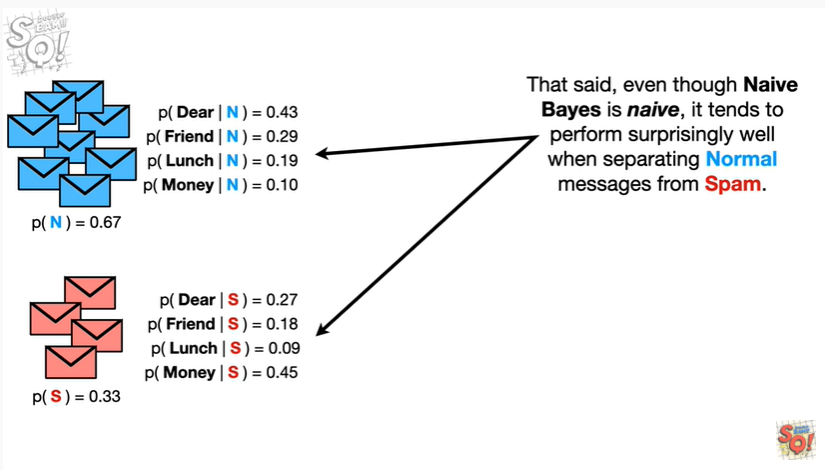 SQ!
p( Dear | N ) = 0.43
p( Friend | N ) = 0.29
p( Lunch | N ) = 0.19
p( Money | N ) = 0.10
p( N ) = 0.67
That said, even though Naive
Bayes is naive, it tends to
perform surprisingly well
when separating Normal
messages from Spam.
p( Dear | S ) = 0.27
p( Friend | S ) = 0.18
p( Lunch | S ) = 0.09
p( Money | S ) = 0.45
p( S ) = 0.33
SQ!